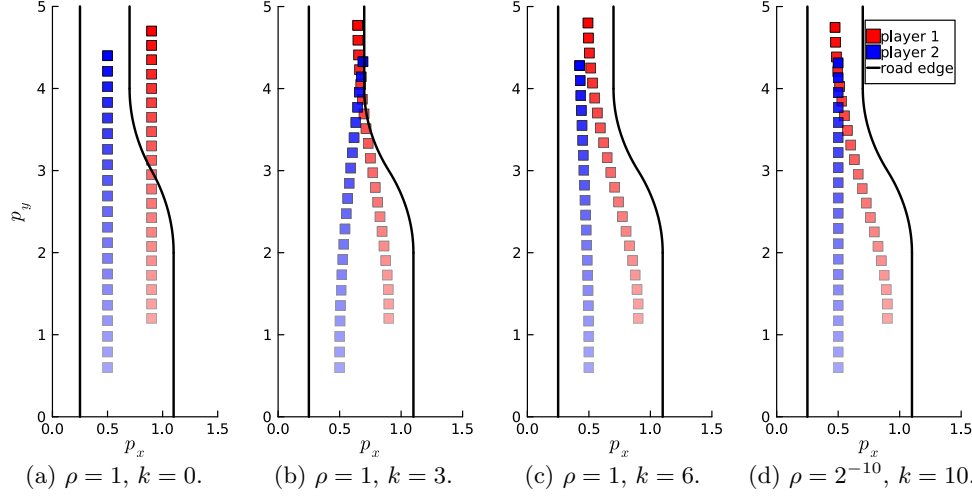 5
4
3
2
1
0
p_y
0.0 0.5 1.0 1.5
p_x
(a) ρ = 1, k = 0.
5
4
3
2
1
0
0.0 0.5 1.0 1.5
p_x
(b) ρ = 1, k = 3.
5
4
3
2
1
0
0.0 0.5 1.0 1.5
p_x
(c) ρ = 1, k = 6.
player 1
player 2
road edge
5
4
3
2
1
0
0.0 0.5 1.0 1.5
p_x
(d) ρ = 2⁻¹⁰, k = 10.